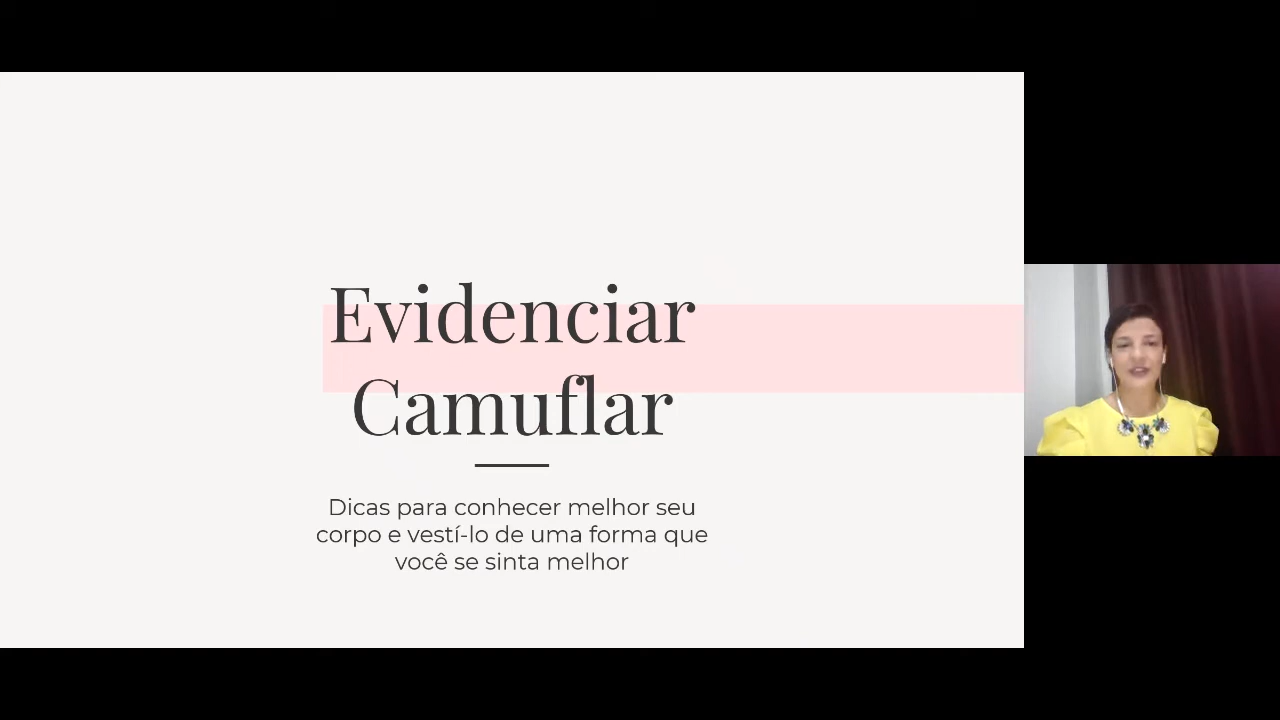 Evidenciar
Camuflar
Dicas para conhecer melhor seu
corpo e vestí-lo de uma forma que
você se sinta melhor